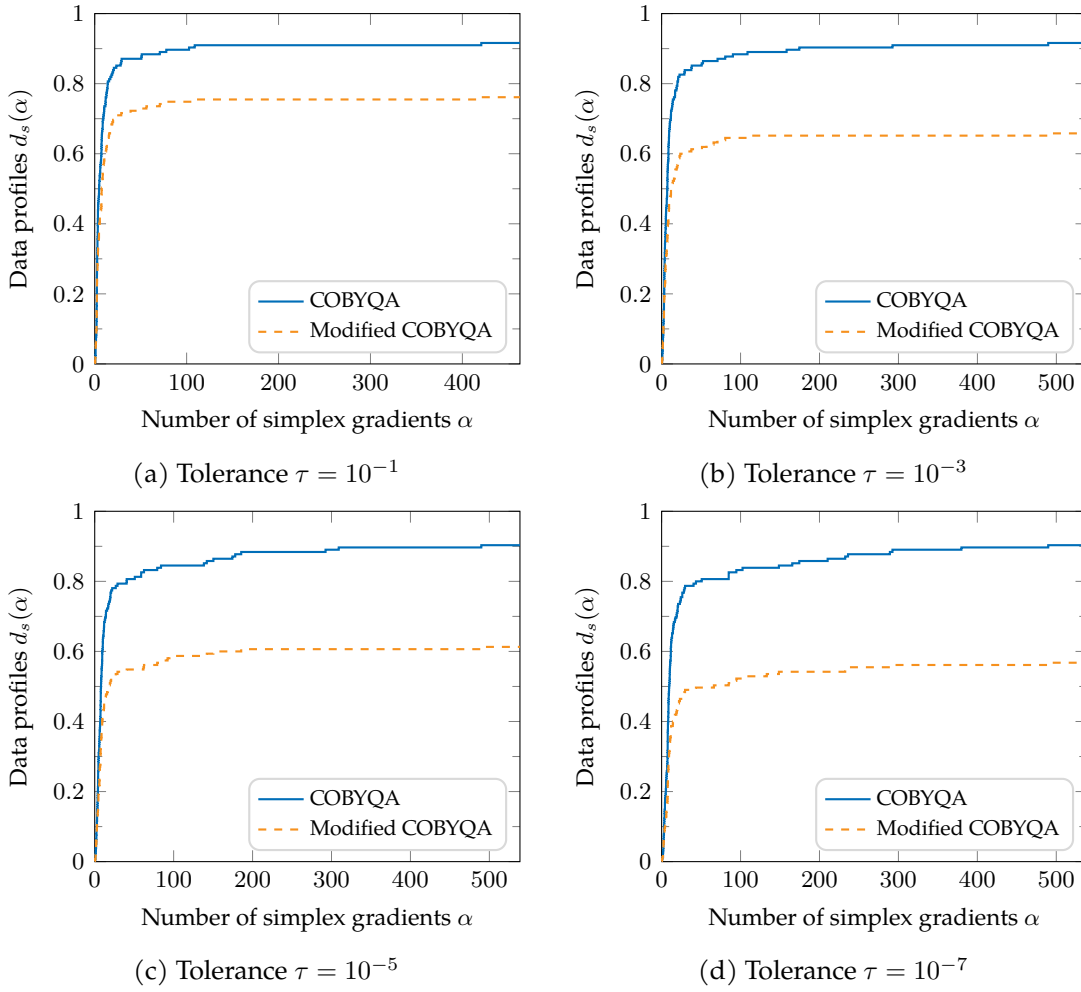 1
0.8
0.6
0.4
0.2
0
Data profiles d_s(α)
COBYQA
Modified COBYQA
0 100 200 300 400
Number of simplex gradients α
(a) Tolerance τ = 10⁻¹
1
0.8
0.6
0.4
0.2
0
Data profiles d_s(α)
COBYQA
Modified COBYQA
0 100 200 300 400 500
Number of simplex gradients α
(b) Tolerance τ = 10⁻³
1
0.8
0.6
0.4
0.2
0
Data profiles d_s(α)
COBYQA
Modified COBYQA
0 100 200 300 400 500
Number of simplex gradients α
(c) Tolerance τ = 10⁻⁵
1
0.8
0.6
0.4
0.2
0
Data profiles d_s(α)
COBYQA
Modified COBYQA
0 100 200 300 400 500
Number of simplex gradients α
(d) Tolerance τ = 10⁻⁷